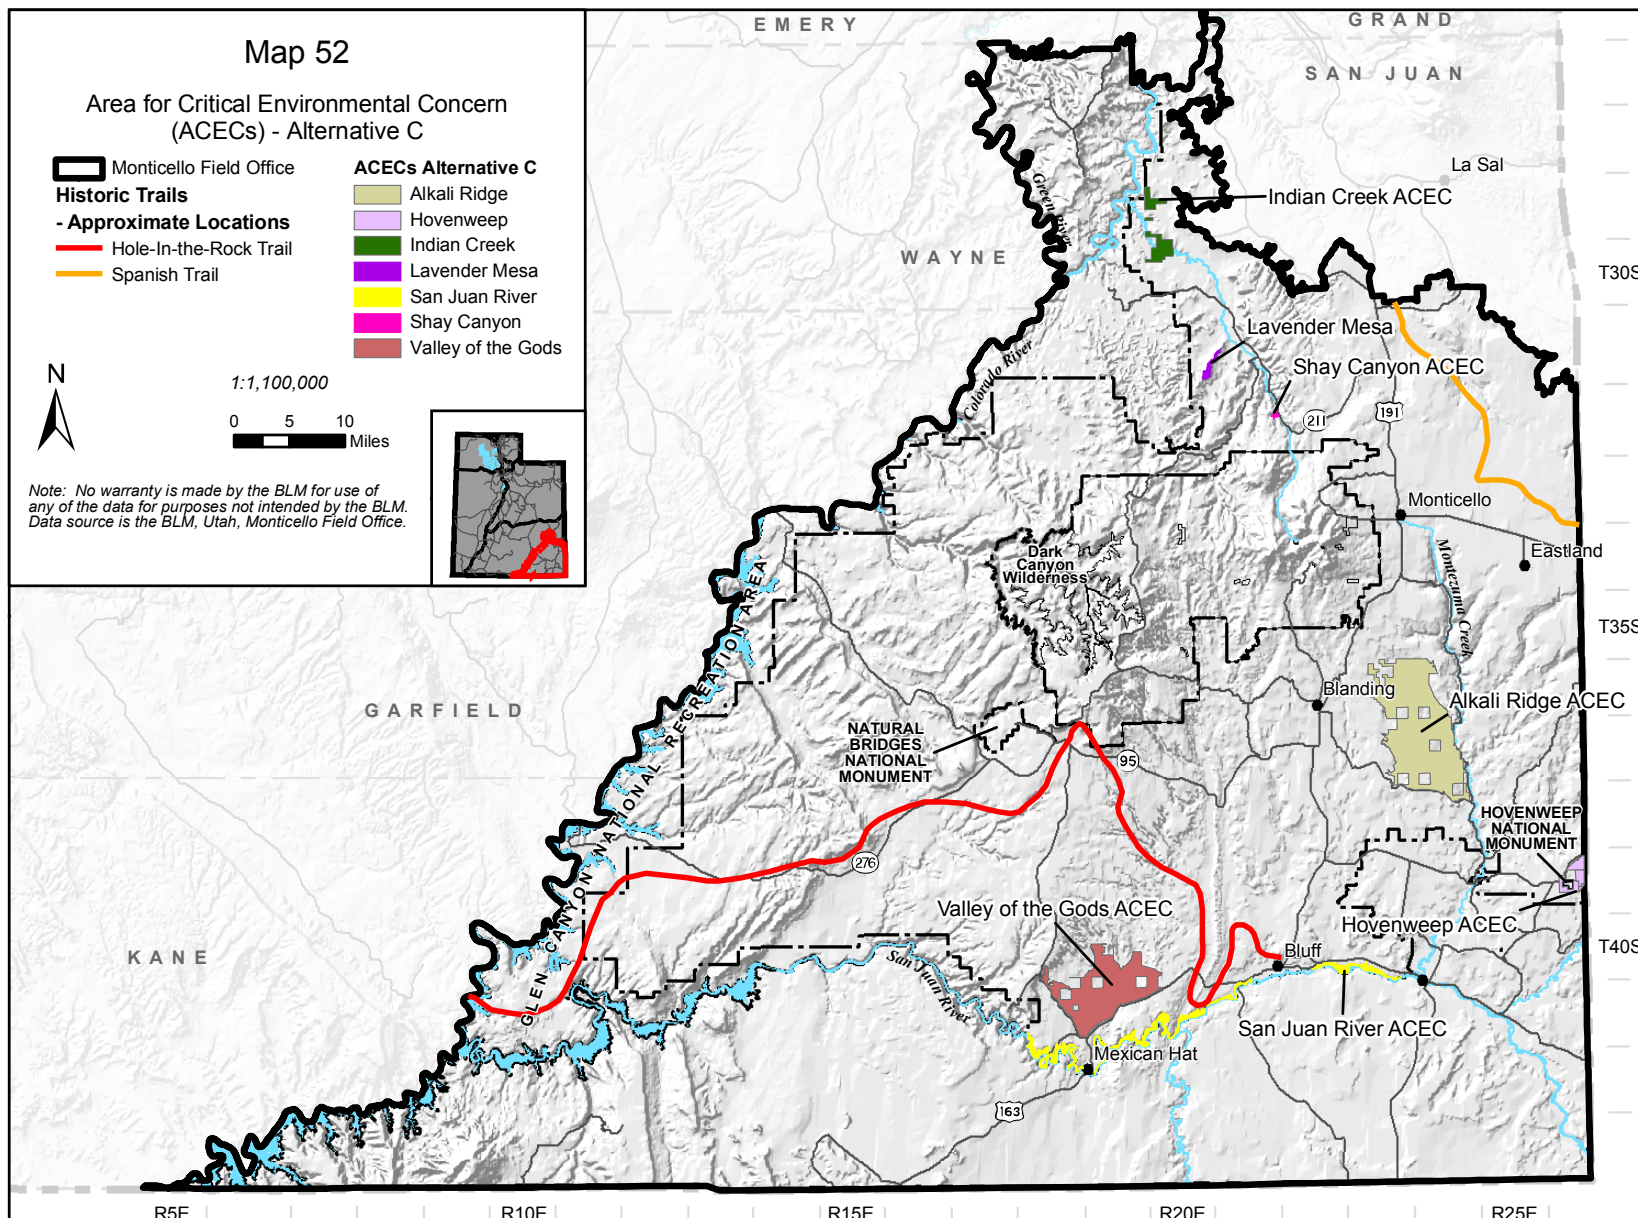 Map 52
Area for Critical Environmental Concern
(ACECs) - Alternative C
Monticello Field Office
Historic Trails
- Approximate Locations
Hole-In-the-Rock Trail
Spanish Trail
ACECs Alternative C
Alkali Ridge
Hovenweep
Indian Creek
Lavender Mesa
San Juan River
Shay Canyon
Valley of the Gods
N
1:1,100,000
0 5 10
Miles
Note: No warranty is made by the BLM for use of
any of the data for purposes not intended by the BLM.
Data source is the BLM, Utah, Monticello Field Office.
EMERY
GRAND
SAN JUAN
La Sal
Indian Creek ACEC
Green River
WAYNE
T30S
Lavender Mesa
Shay Canyon ACEC
Colorado River
211
191
Monticello
Eastland
Dark
Canyon
Wilderness
Montezuma Creek
T35S
GLEN CANYON NATIONAL RECREATION AREA
Blanding
Alkali Ridge ACEC
GARFIELD
NATURAL
BRIDGES
NATIONAL
MONUMENT
95
HOVENWEEP
NATIONAL
MONUMENT
276
Valley of the Gods ACEC
Hovenweep ACEC
KANE
Bluff
T40S
San Juan River
San Juan River ACEC
Mexican Hat
163
R5E
R10E
R15E
R20E
R25E